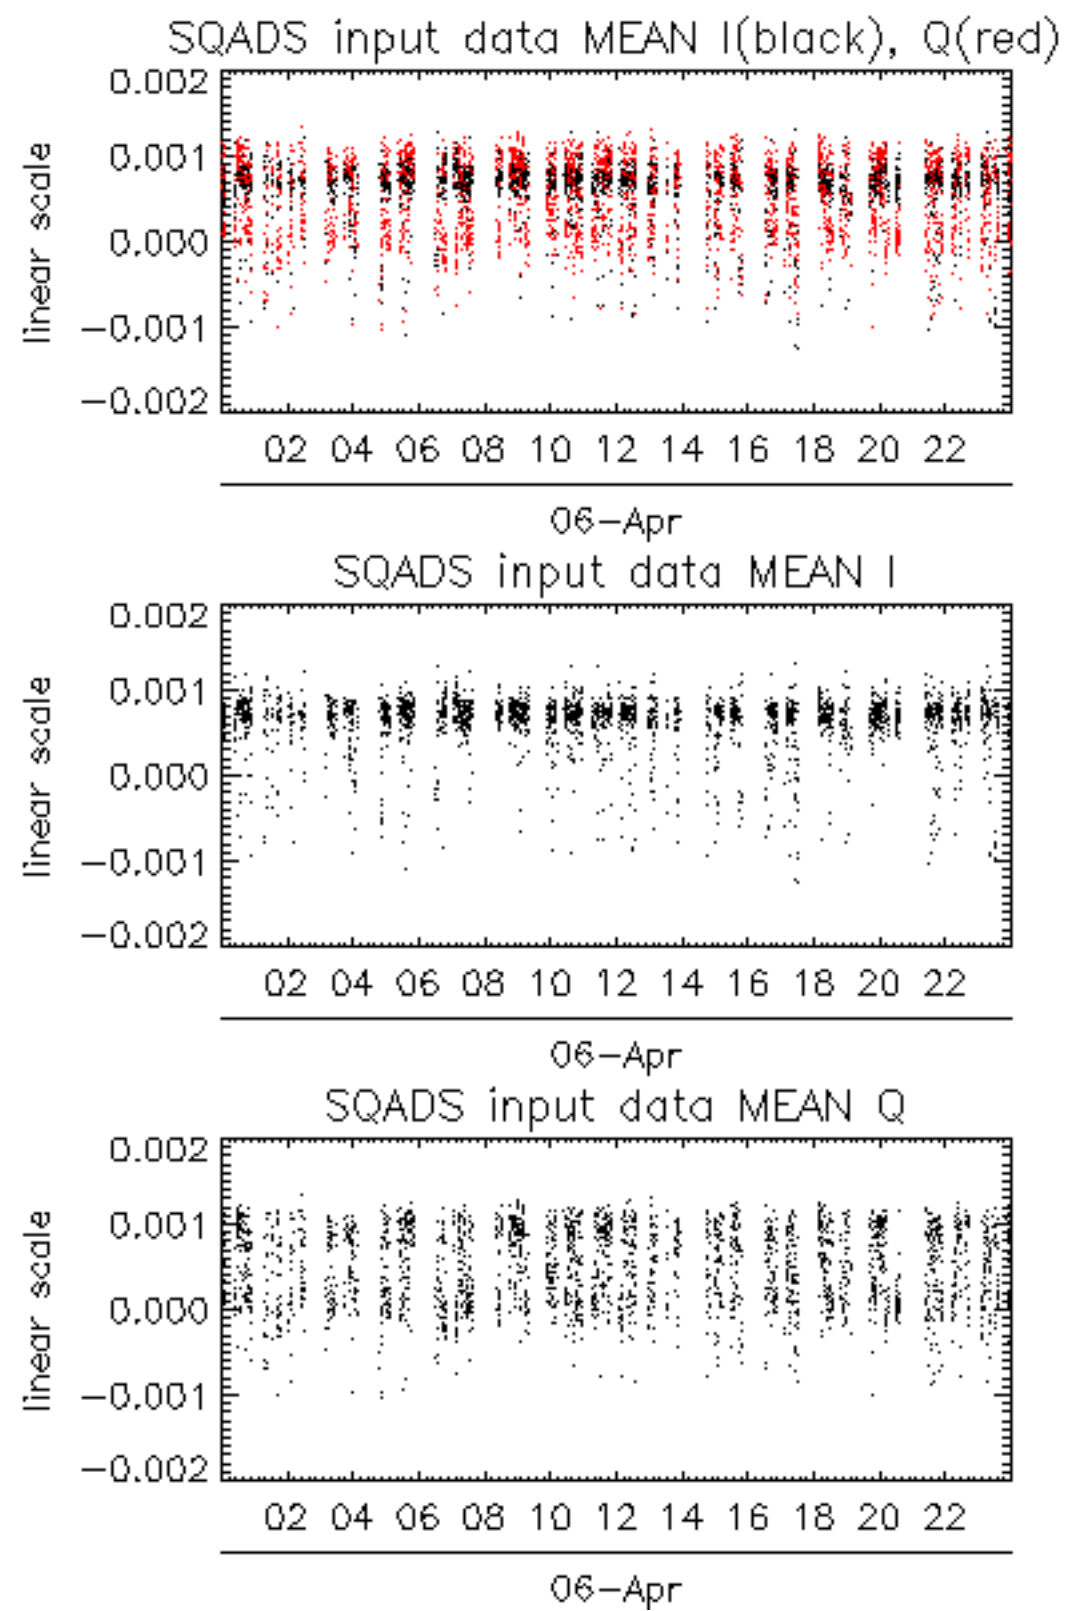 SQADS input data MEAN I(black), Q(red)
0.002
0.001
0.000
−0.001
−0.002
linear scale
02 04 06 08 10 12 14 16 18 20 22
06−Apr
SQADS input data MEAN I
0.002
0.001
0.000
−0.001
−0.002
linear scale
02 04 06 08 10 12 14 16 18 20 22
06−Apr
SQADS input data MEAN Q
0.002
0.001
0.000
−0.001
−0.002
linear scale
02 04 06 08 10 12 14 16 18 20 22
06−Apr